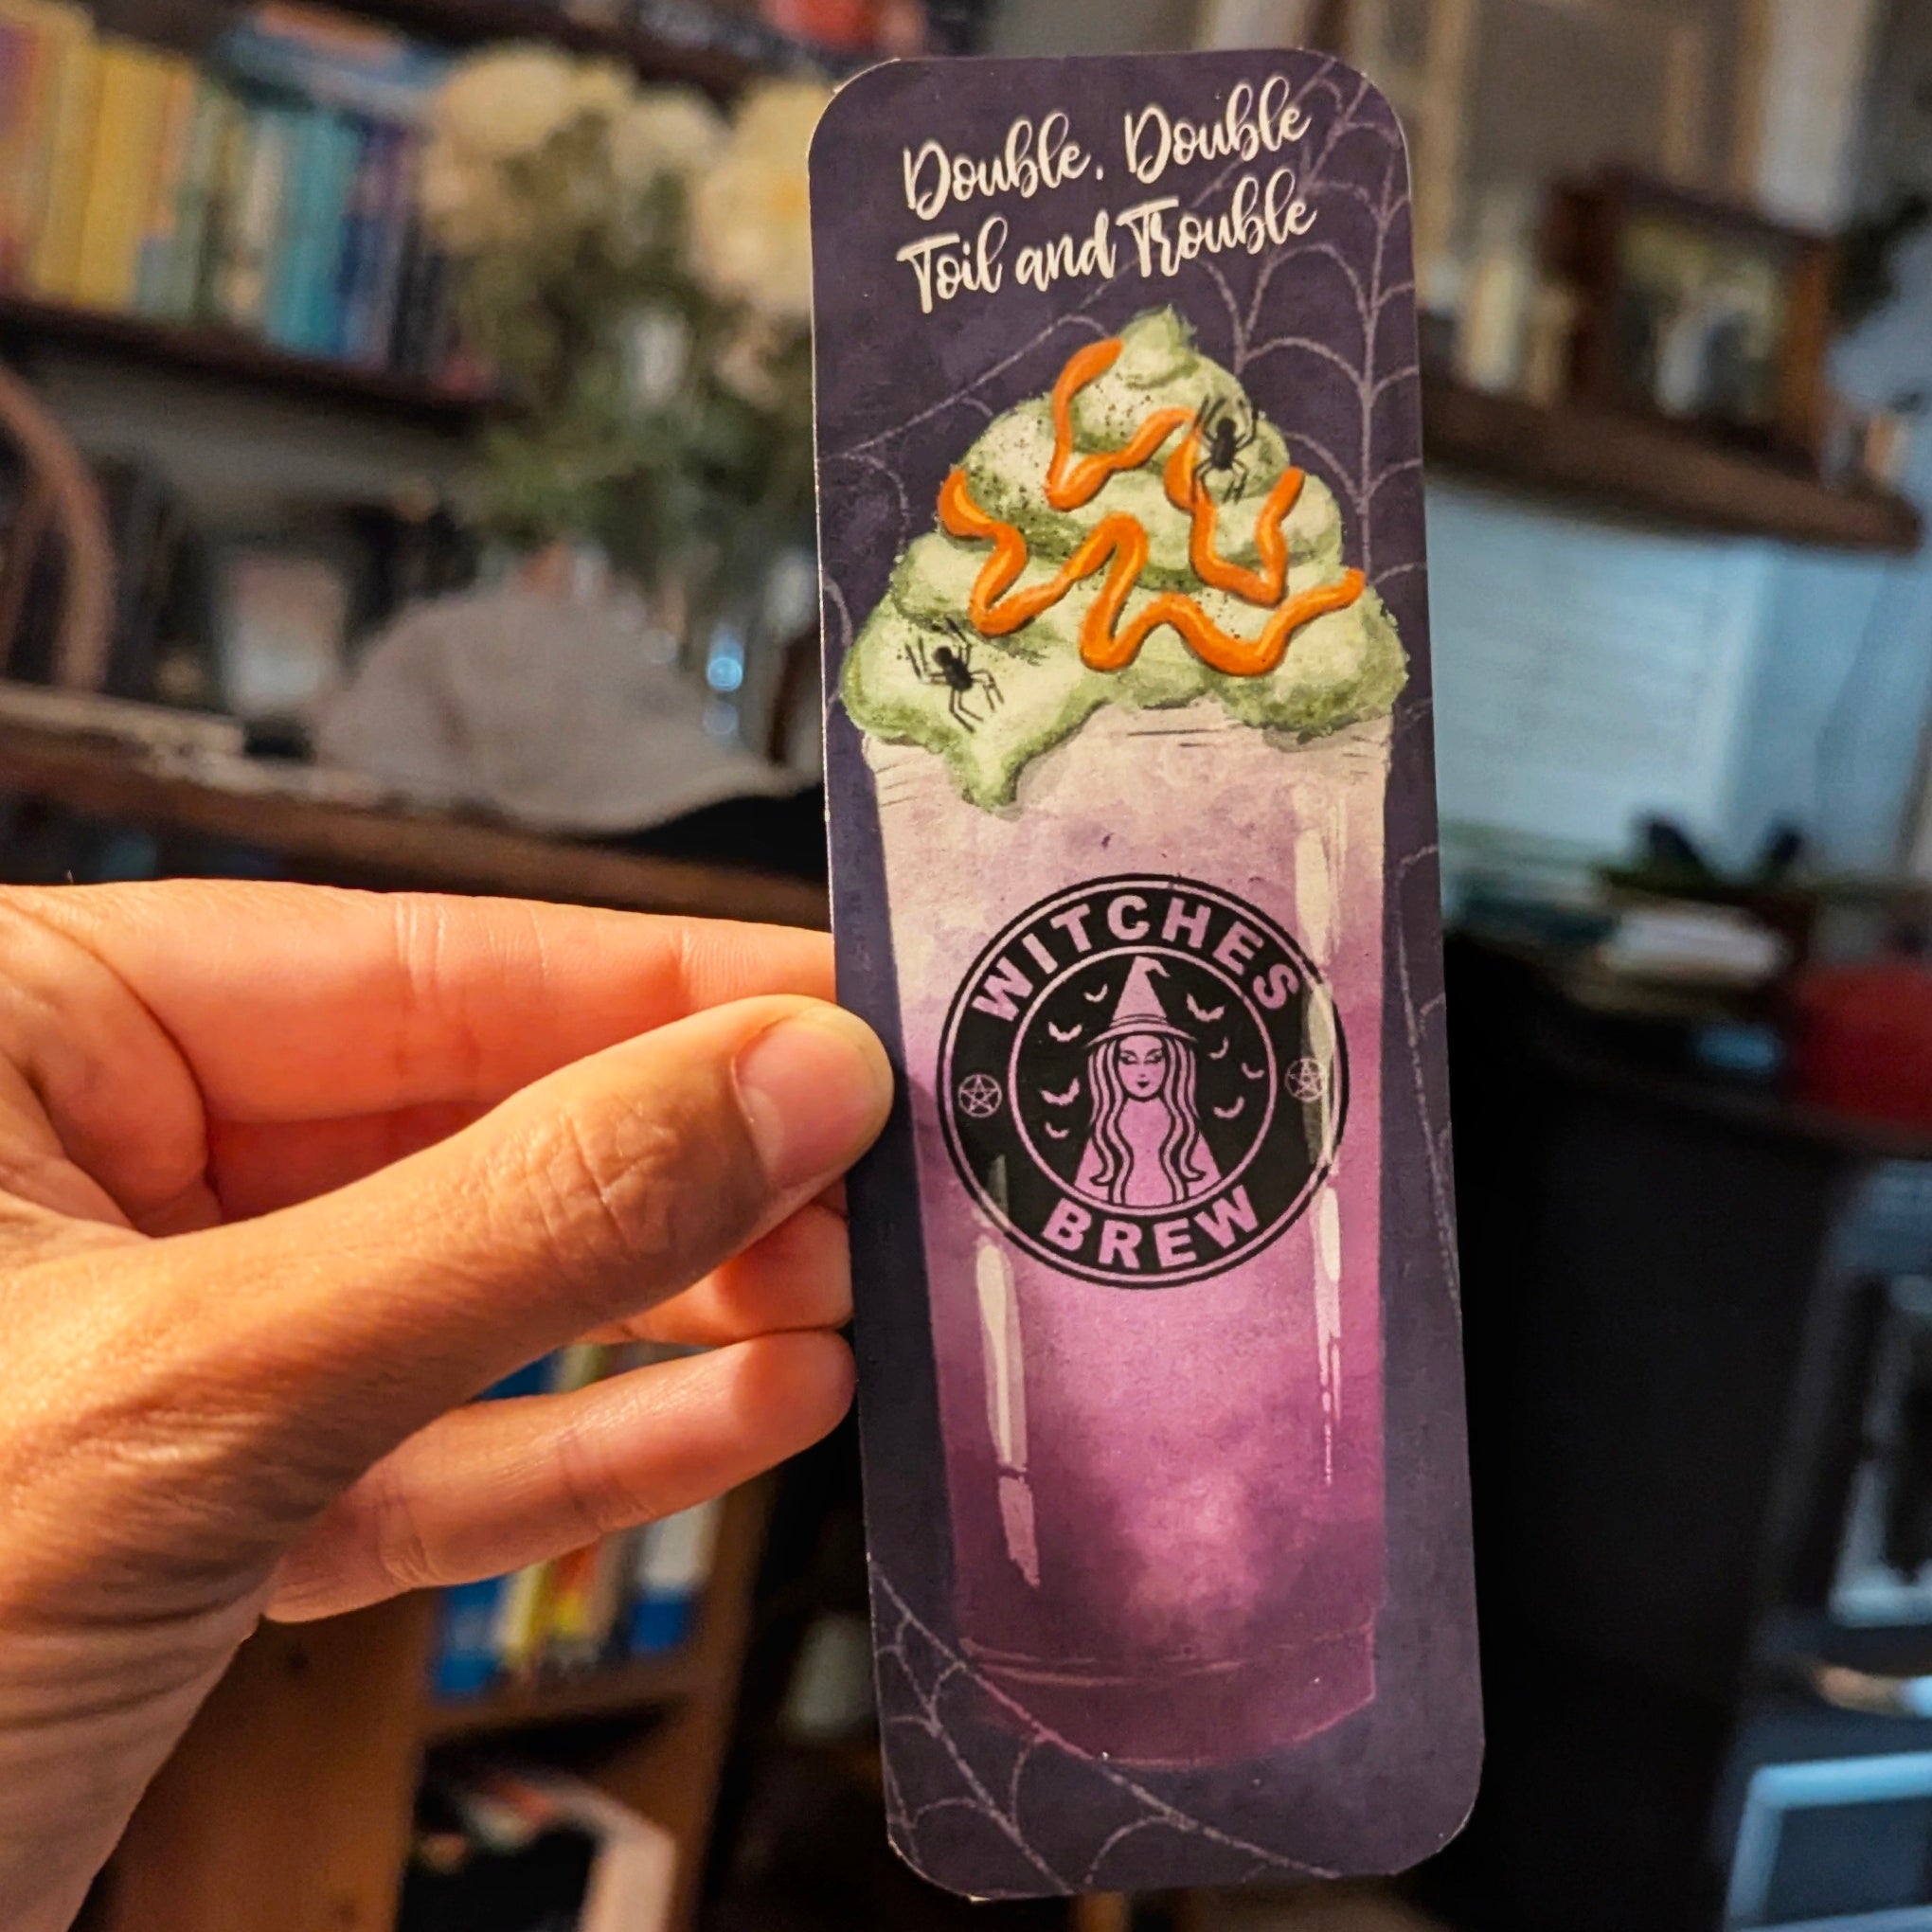 Double, Double
Toil and Trouble
WITCHES
BREW